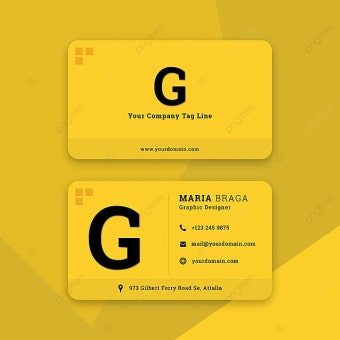 G
Your Company Tag Line
www.yourdomain.com
G
MARIA BRAGA
Graphic Designer
+123 245 9875
mail@yourdomain.com
yourdomain.com
973 Gilbert Ferry Road Se, Attalla